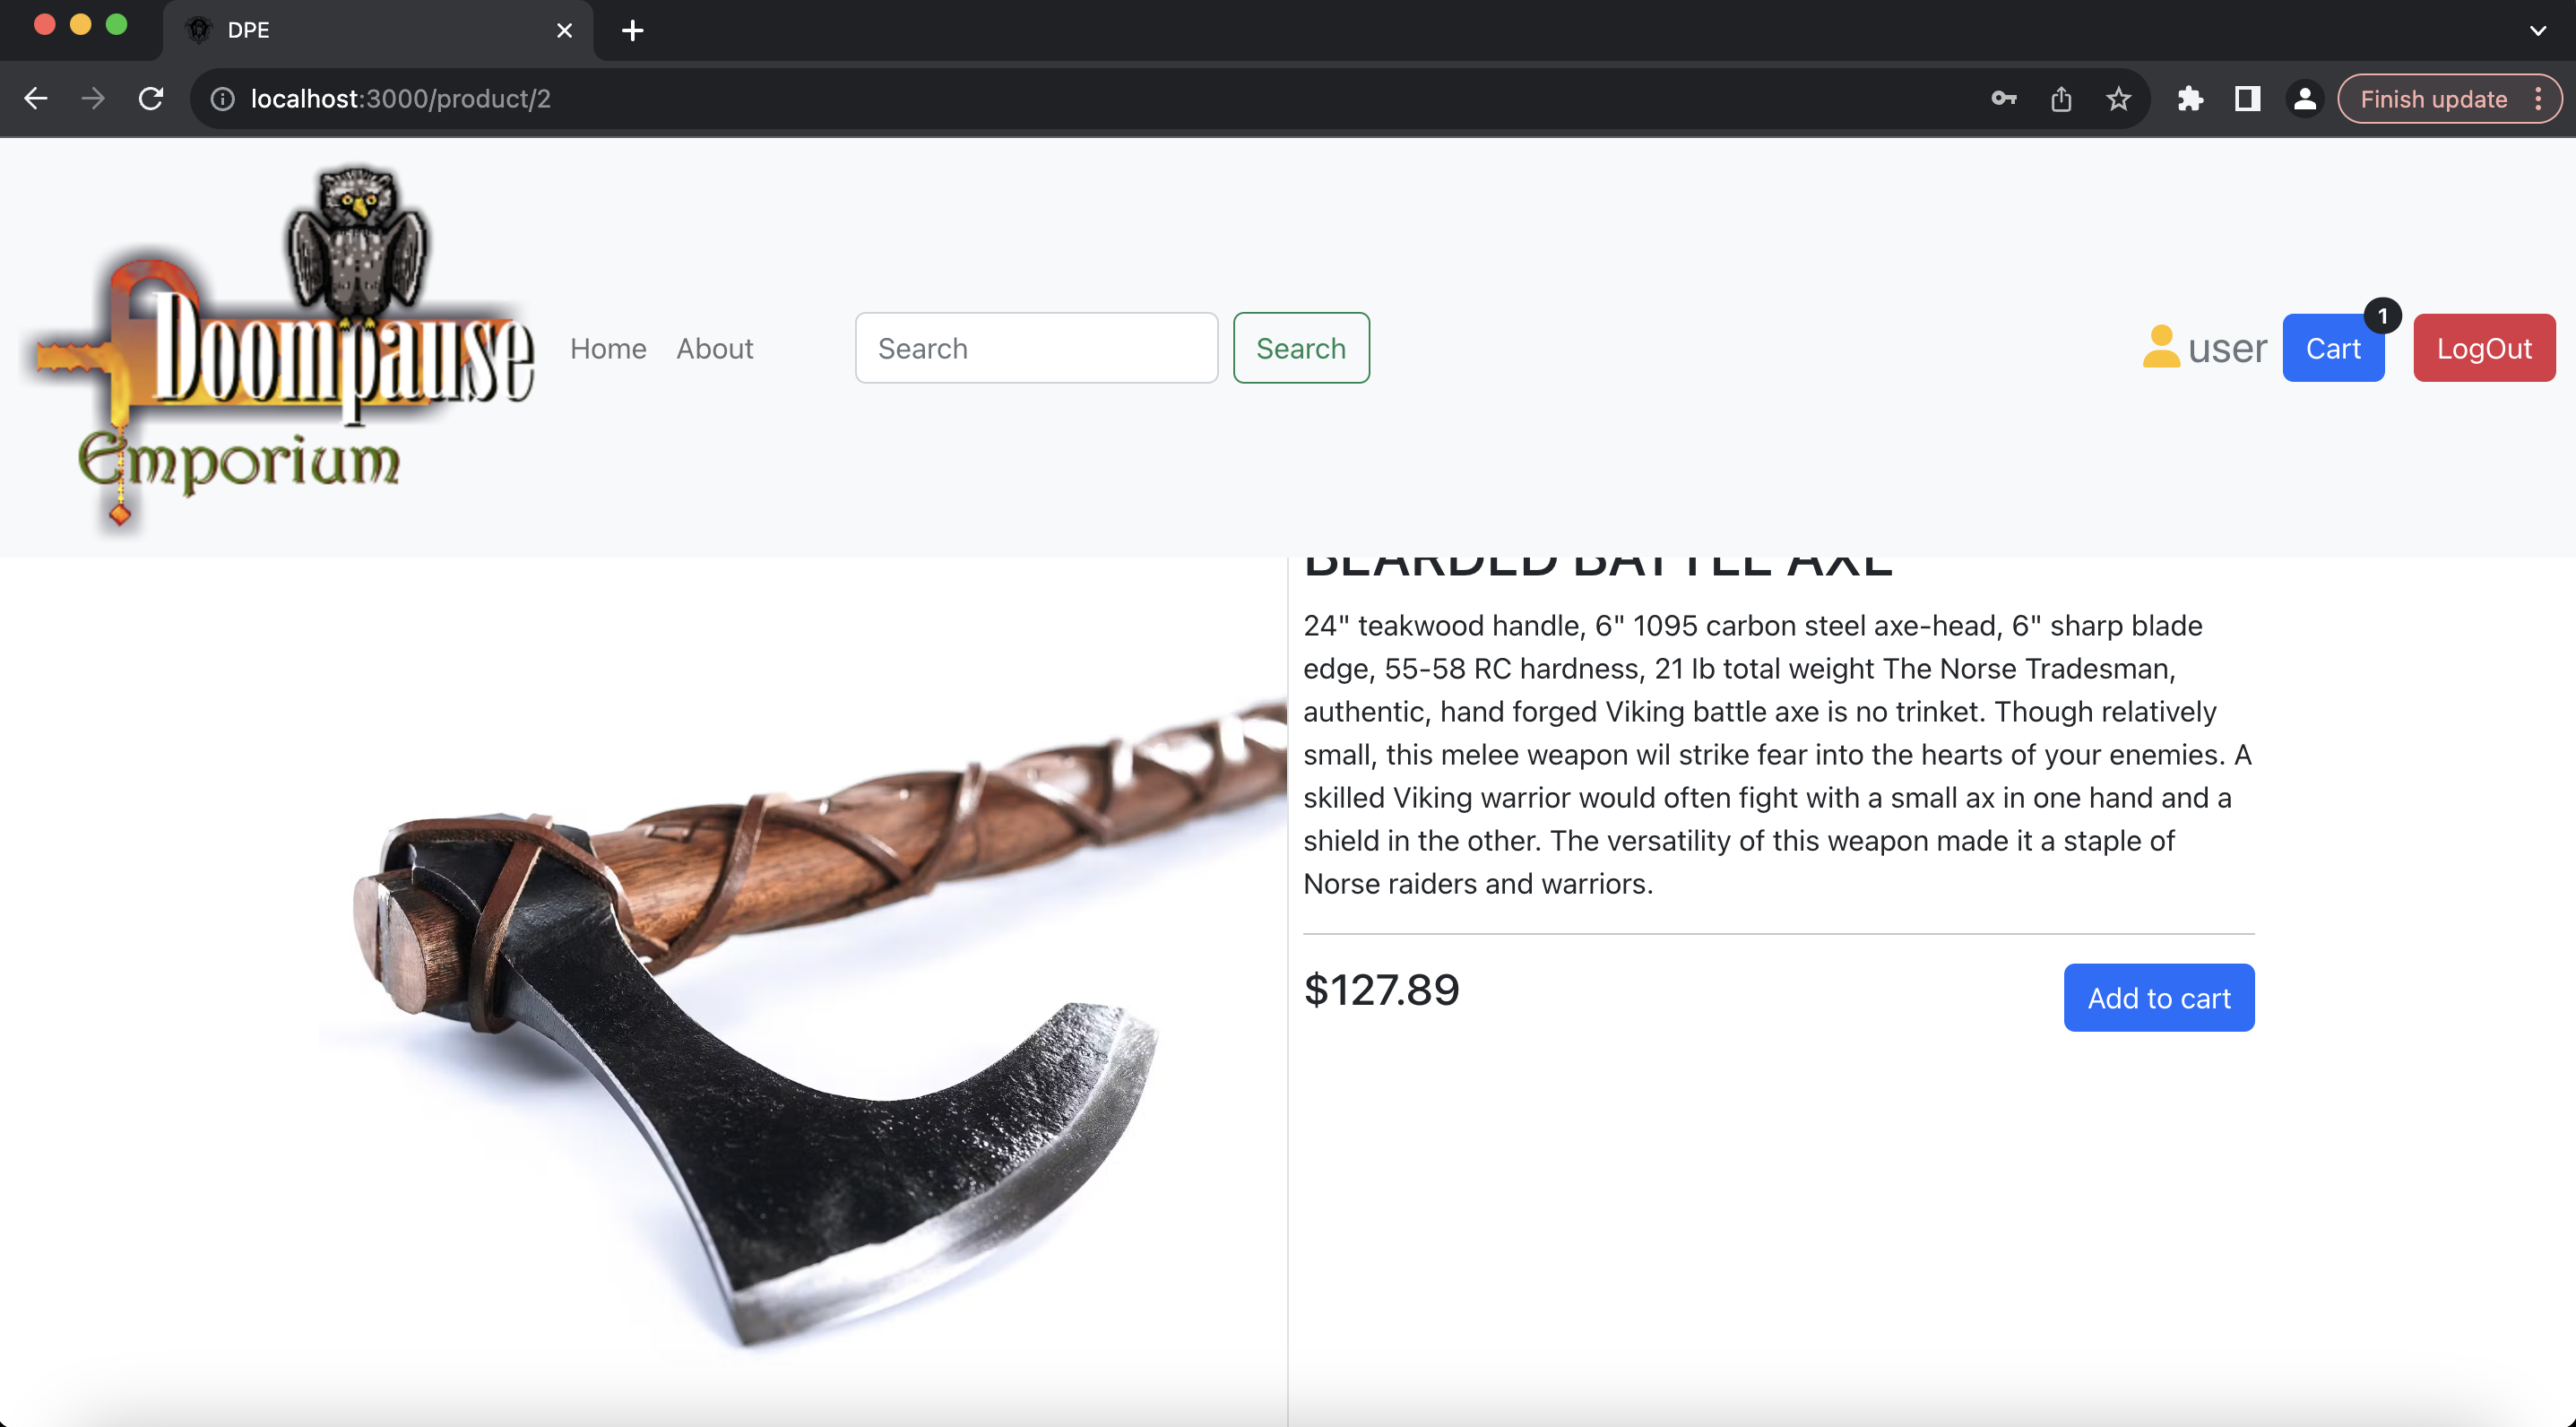 DPE
localhost:3000/product/2
Finish update
Doompause
Emporium
Home About
Search
Search
user
Cart
1
LogOut
BEARDED BATTLE AXE
24" teakwood handle, 6" 1095 carbon steel axe-head, 6" sharp blade
edge, 55-58 RC hardness, 21 lb total weight The Norse Tradesman,
authentic, hand forged Viking battle axe is no trinket. Though relatively
small, this melee weapon wil strike fear into the hearts of your enemies. A
skilled Viking warrior would often fight with a small ax in one hand and a
shield in the other. The versatility of this weapon made it a staple of
Norse raiders and warriors.
$127.89
Add to cart